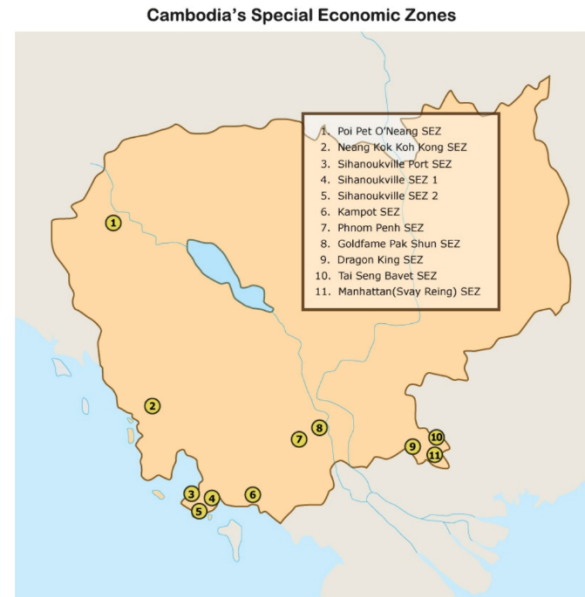 Cambodia's Special Economic Zones
1. Poi Pet O'Neang SEZ
2. Neang Kok Koh Kong SEZ
3. Sihanoukville Port SEZ
4. Sihanoukville SEZ 1
5. Sihanoukville SEZ 2
6. Kampot SEZ
7. Phnom Penh SEZ
8. Goldfame Pak Shun SEZ
9. Dragon King SEZ
10. Tai Seng Bavet SEZ
11. Manhattan(Svay Reing) SEZ
1
2
8
7
10
9
11
3
4
6
5